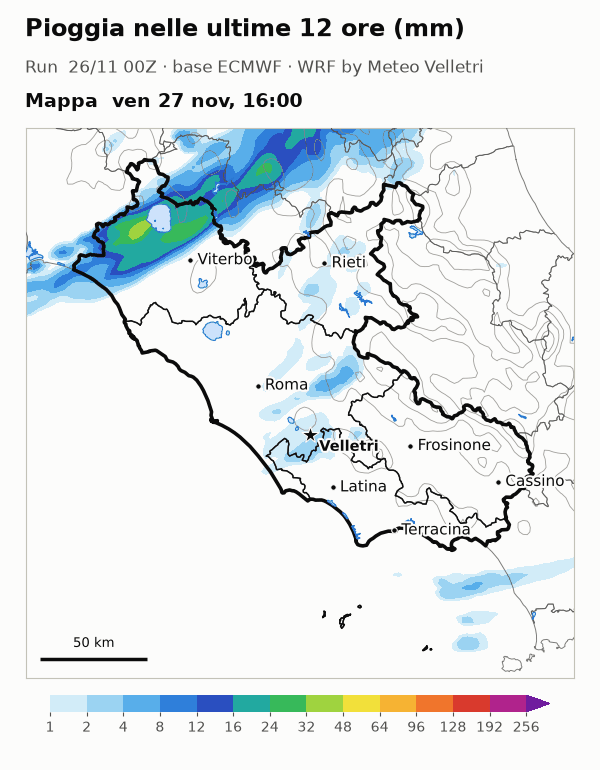 Pioggia nelle ultime 12 ore (mm)
Run  26/11 00Z · base ECMWF · WRF by Meteo Velletri
Mappa  ven 27 nov, 16:00
Viterbo
Rieti
Roma
Velletri
Frosinone
Latina
Cassino
Terracina
50 km
1 2 4 8 12 16 24 32 48 64 96 128 192 256